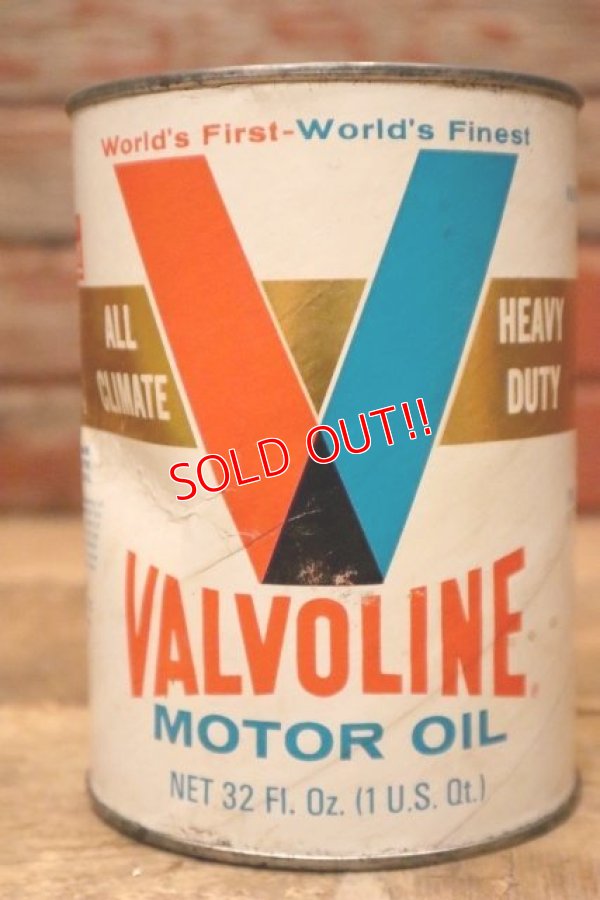 World's First-World's Finest
ALL
CLIMATE
HEAVY
DUTY
SOLD OUT!!
VALVOLINE
MOTOR OIL
NET 32 Fl. Oz. (1 U.S. Qt.)